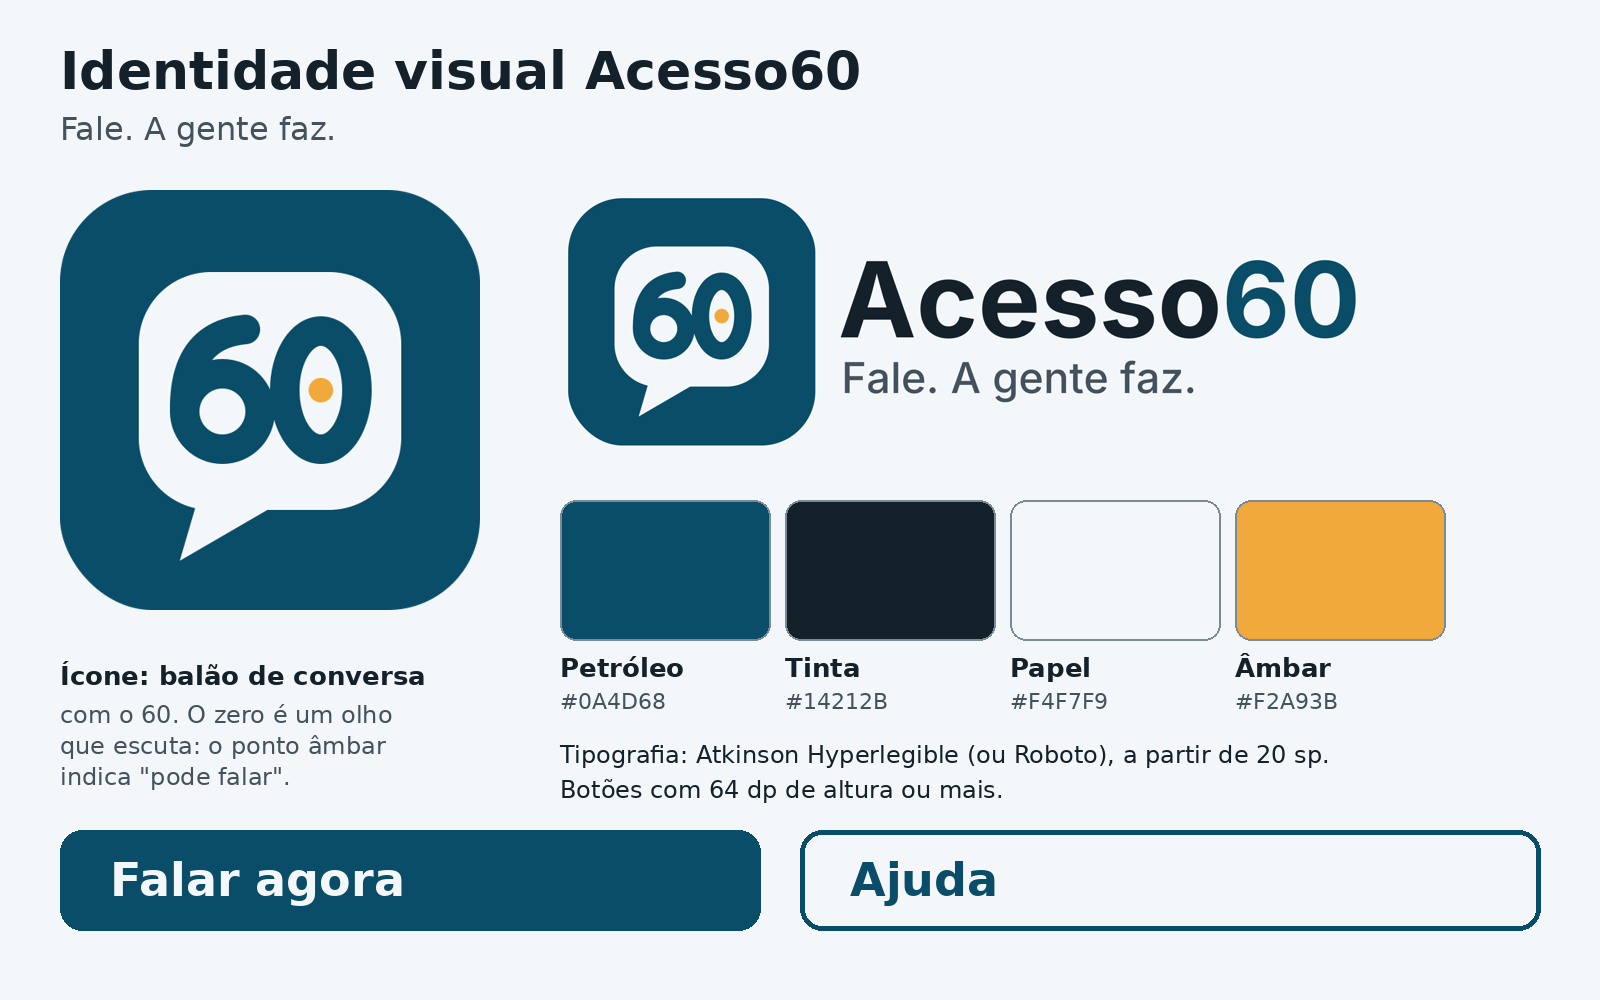 Identidade visual Acesso60
Fale. A gente faz.
60
60
Acesso60
Fale. A gente faz.
Petróleo
#0A4D68
Tinta
#14212B
Papel
#F4F7F9
Âmbar
#F2A93B
Ícone: balão de conversa
com o 60. O zero é um olho
que escuta: o ponto âmbar
indica "pode falar".
Tipografia: Atkinson Hyperlegible (ou Roboto), a partir de 20 sp.
Botões com 64 dp de altura ou mais.
Falar agora
Ajuda